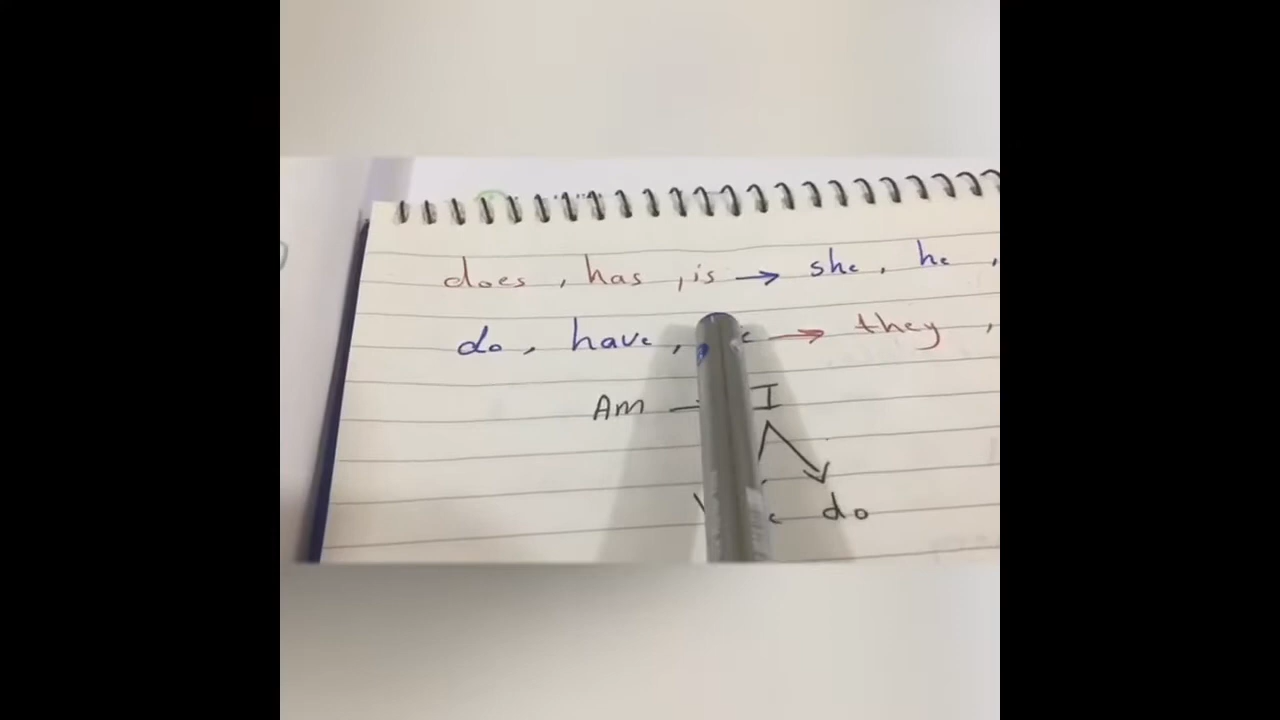 does , has , is → she , he ,
do , have , → they ,
Am I
do